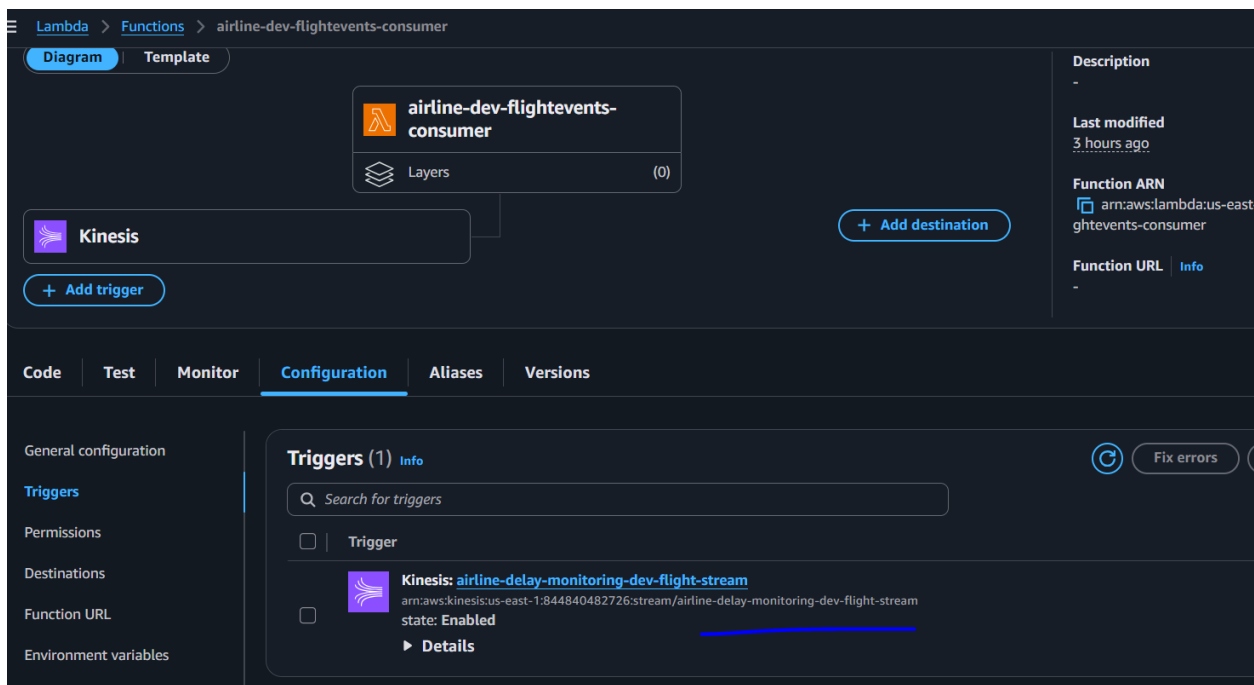 Lambda > Functions > airline-dev-flightevents-consumer
Diagram Template
airline-dev-flightevents-
consumer
Layers (0)
Kinesis
+ Add trigger
+ Add destination
Description
-
Last modified
3 hours ago
Function ARN
arn:aws:lambda:us-east
ghtevents-consumer
Function URL Info
-
Code Test Monitor Configuration Aliases Versions
General configuration
Triggers
Permissions
Destinations
Function URL
Environment variables
Triggers (1) Info
Fix errors
Search for triggers
Trigger
Kinesis: airline-delay-monitoring-dev-flight-stream
arn:aws:kinesis:us-east-1:844840482726:stream/airline-delay-monitoring-dev-flight-stream
state: Enabled
Details